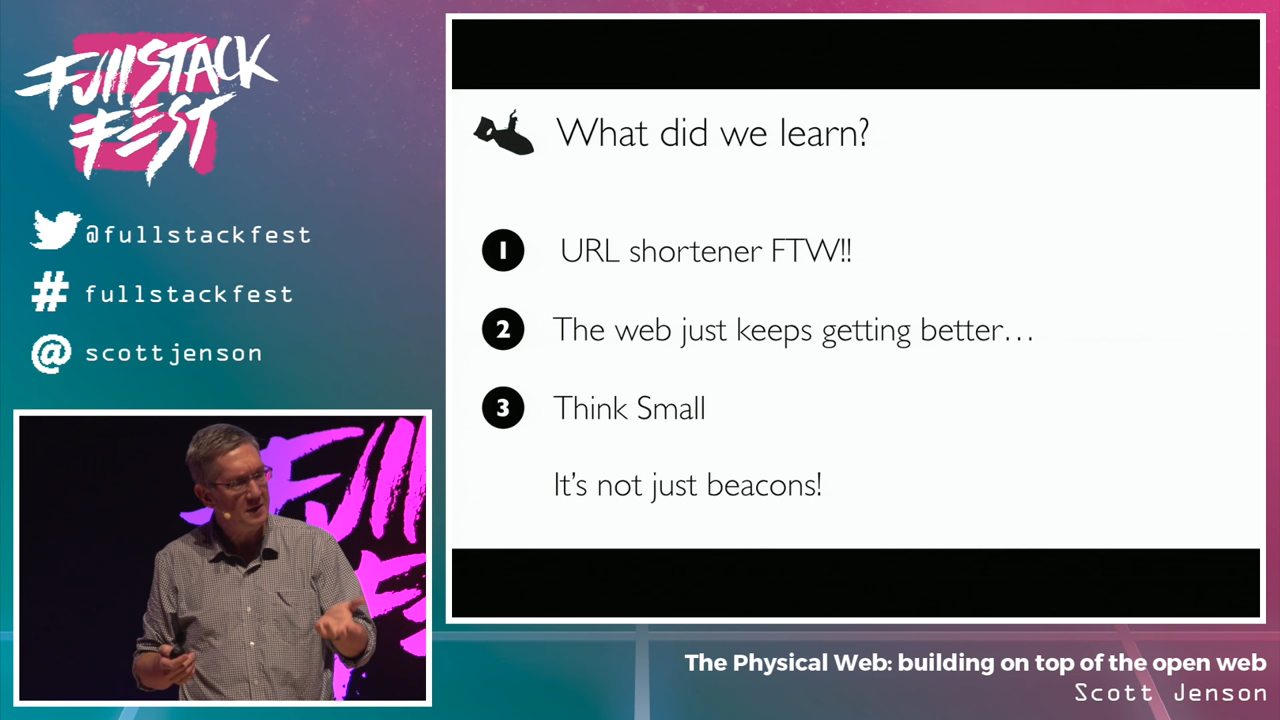 FullSTACK
FEST
@fullstackfest
# fullstackfest
@ scottjenson
What did we learn?
1 URL shortener FTW!!
2 The web just keeps getting better...
3 Think Small
It's not just beacons!
The Physical Web: building on top of the open web
Scott Jenson